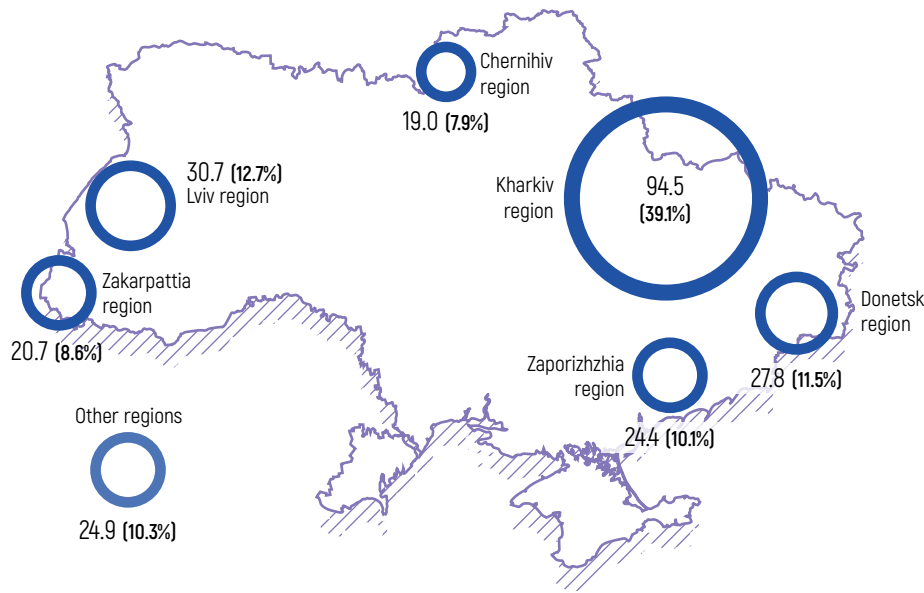 Chernihiv
region
19.0 (7.9%)
30.7 (12.7%)
Lviv region
Kharkiv
region
94.5
(39.1%)
Zakarpattia
region
20.7 (8.6%)
Donetsk
region
27.8 (11.5%)
Zaporizhzhia
region
24.4 (10.1%)
Other regions
24.9 (10.3%)